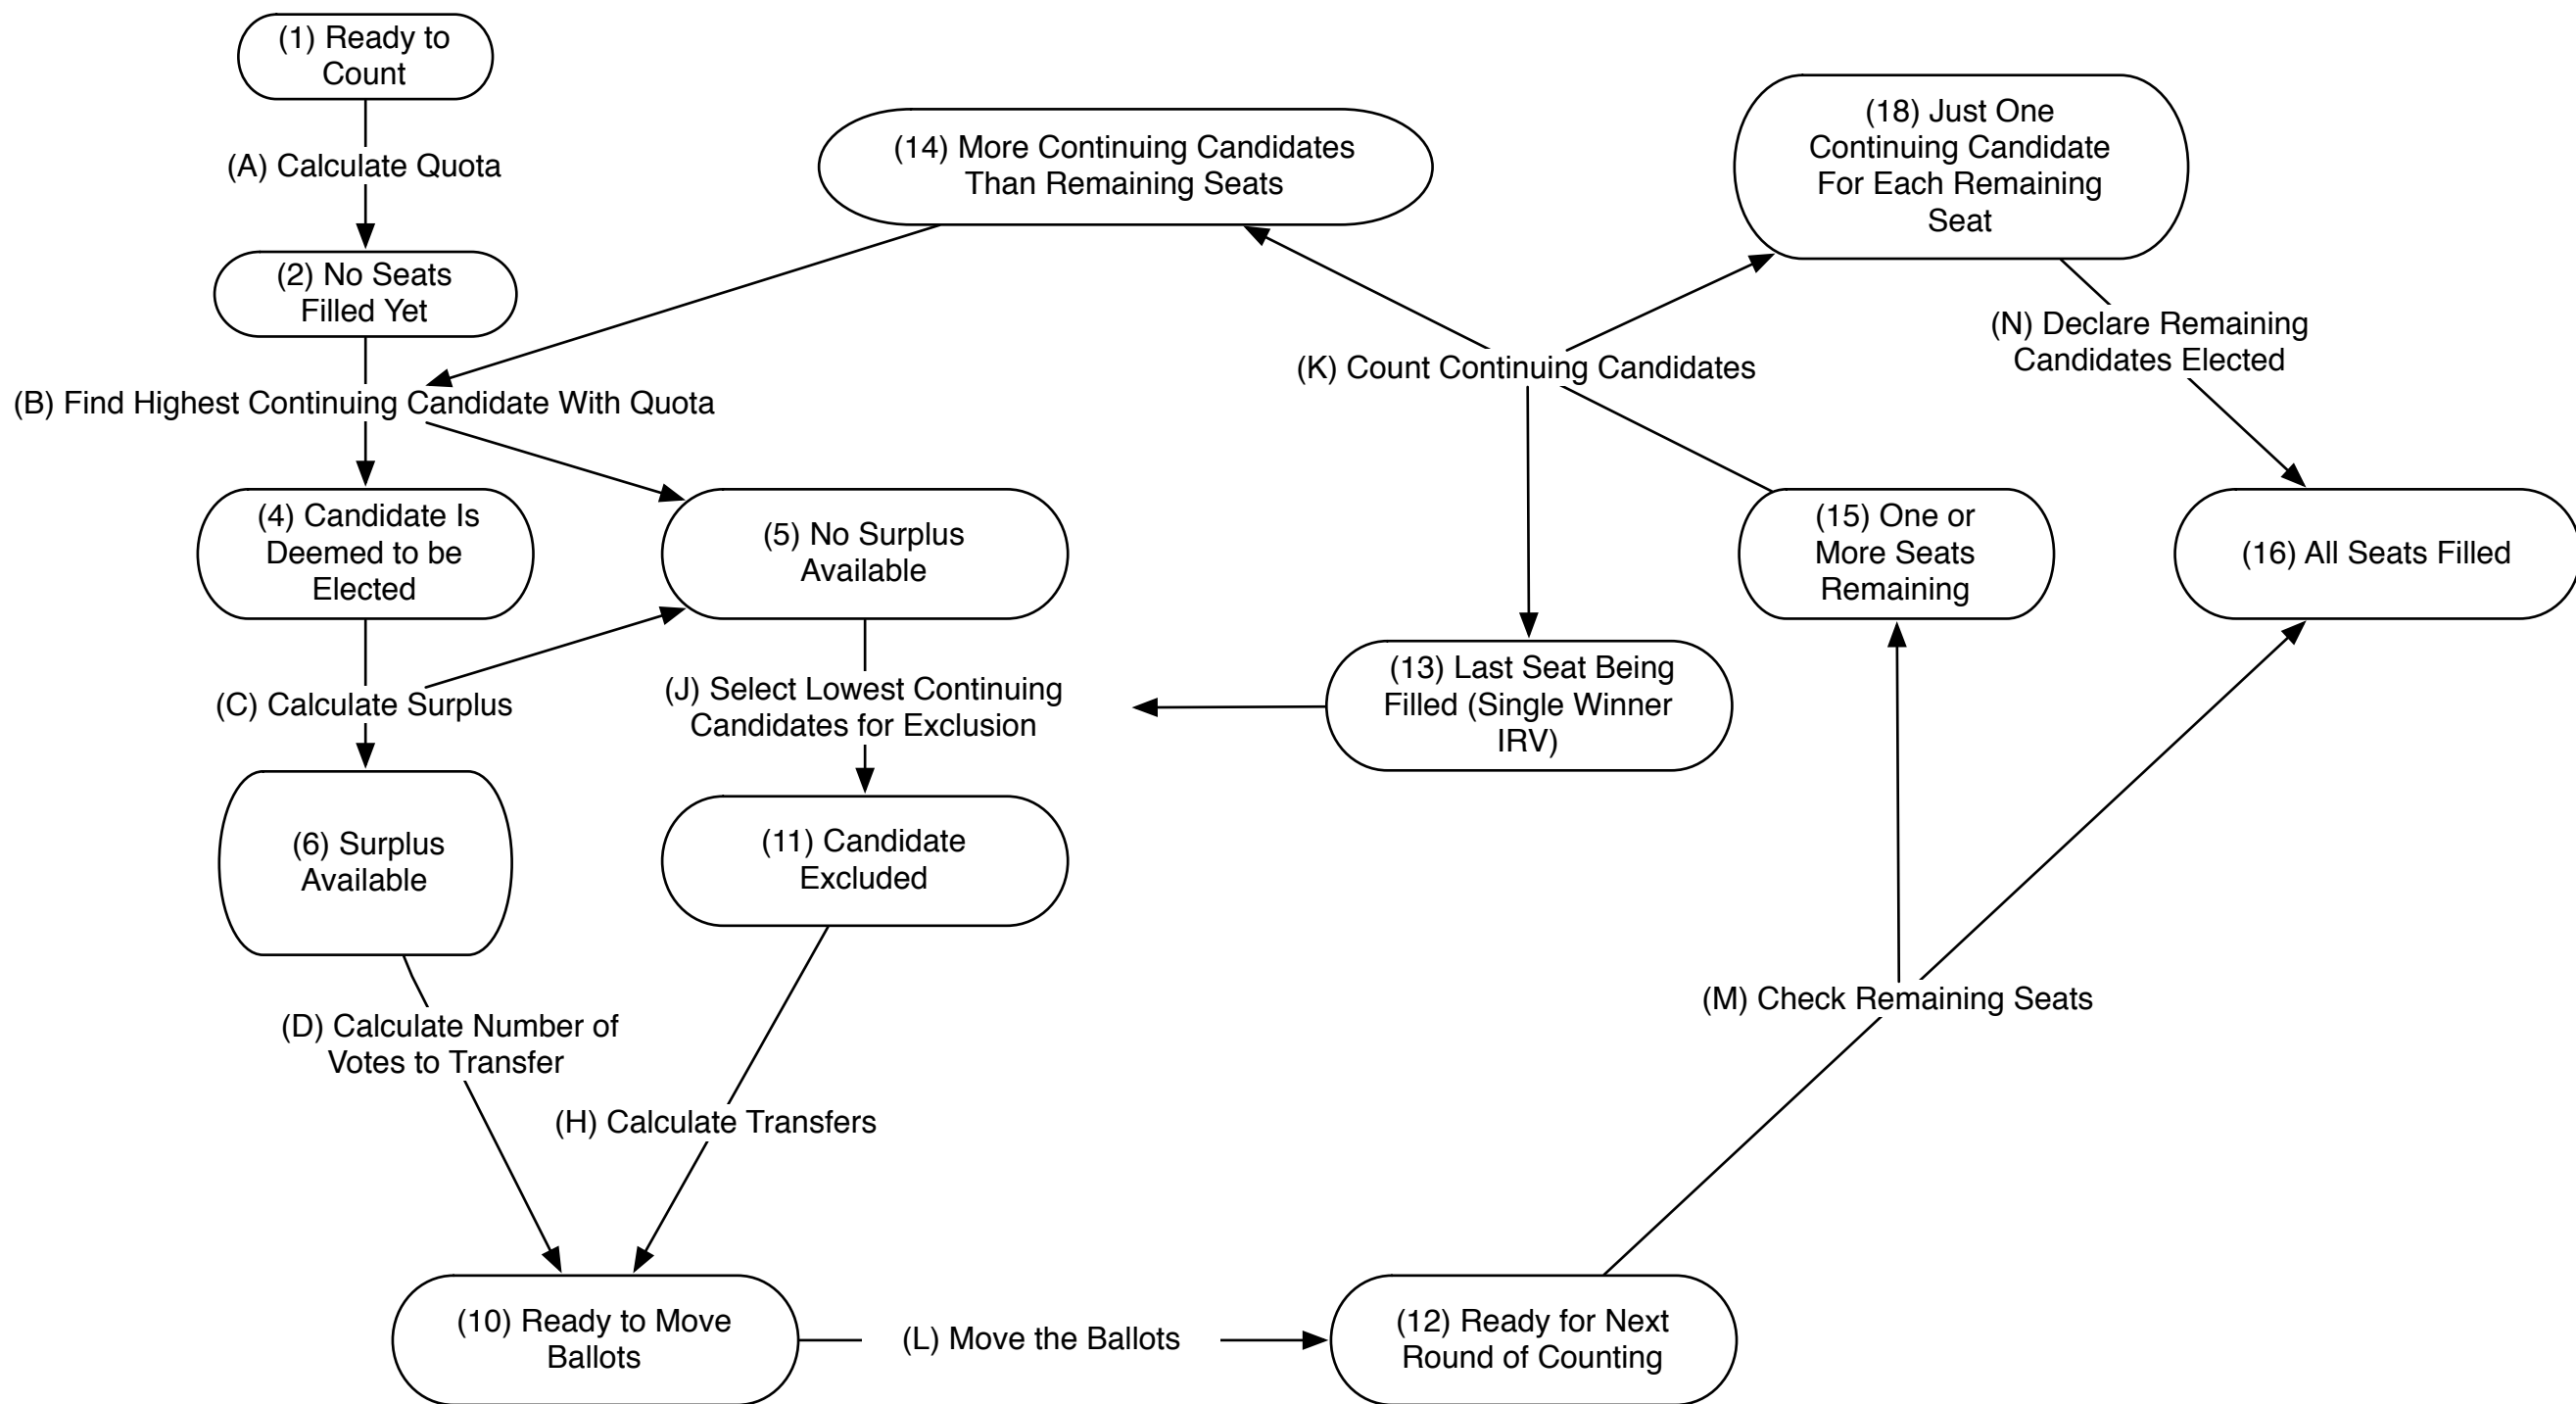 (1) Ready to
Count
(A) Calculate Quota
(2) No Seats
Filled Yet
(B) Find Highest Continuing Candidate With Quota
(4) Candidate Is
Deemed to be
Elected
(5) No Surplus
Available
(C) Calculate Surplus
(J) Select Lowest Continuing
Candidates for Exclusion
(6) Surplus
Available
(11) Candidate
Excluded
(D) Calculate Number of
Votes to Transfer
(H) Calculate Transfers
(10) Ready to Move
Ballots
(L) Move the Ballots
(12) Ready for Next
Round of Counting
(M) Check Remaining Seats
(15) One or
More Seats
Remaining
(16) All Seats Filled
(K) Count Continuing Candidates
(13) Last Seat Being
Filled (Single Winner
IRV)
(14) More Continuing Candidates
Than Remaining Seats
(18) Just One
Continuing Candidate
For Each Remaining
Seat
(N) Declare Remaining
Candidates Elected